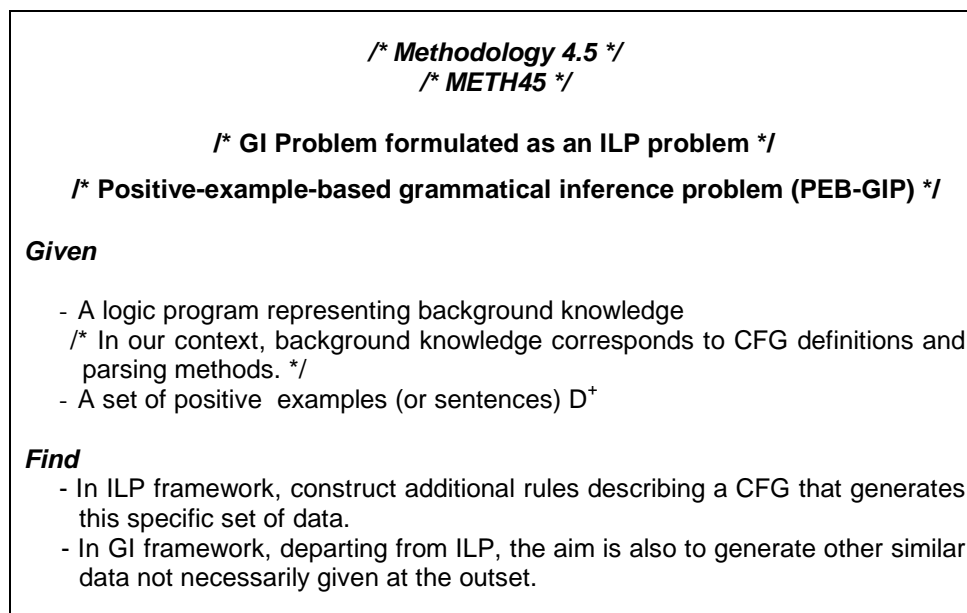 /* Methodology 4.5 */
/* METH45 */
/* GI Problem formulated as an ILP problem */
/* Positive-example-based grammatical inference problem (PEB-GIP) */
Given
- A logic program representing background knowledge
/* In our context, background knowledge corresponds to CFG definitions and
parsing methods. */
- A set of positive examples (or sentences) D⁺
Find
- In ILP framework, construct additional rules describing a CFG that generates
this specific set of data.
- In GI framework, departing from ILP, the aim is also to generate other similar
data not necessarily given at the outset.